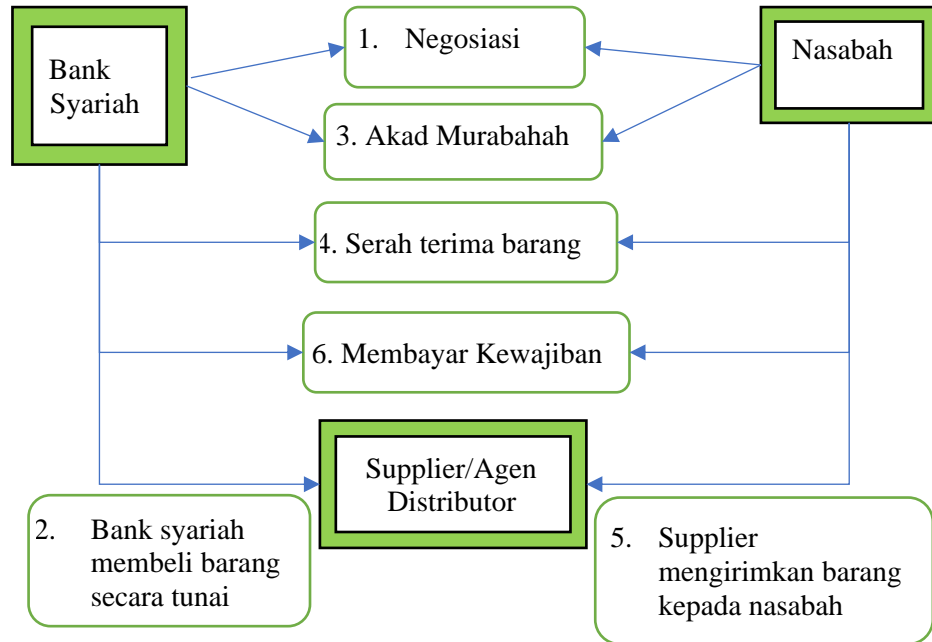 Bank
Syariah
1. Negosiasi
Nasabah
3. Akad Murabahah
4. Serah terima barang
6. Membayar Kewajiban
Supplier/Agen
Distributor
2. Bank syariah
membeli barang
secara tunai
5. Supplier
mengirimkan barang
kepada nasabah